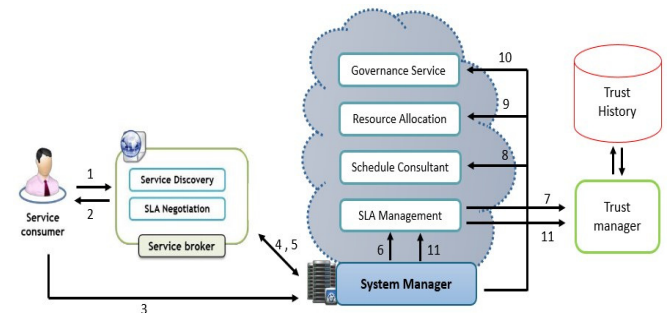 10
Governance Service
9
Resource Allocation
Trust
History
1
Service Discovery
8
Schedule Consultant
2
SLA Negotiation
7
SLA Management
Trust
manager
Service
consumer
Service broker
4 , 5
6
11
11
System Manager
3